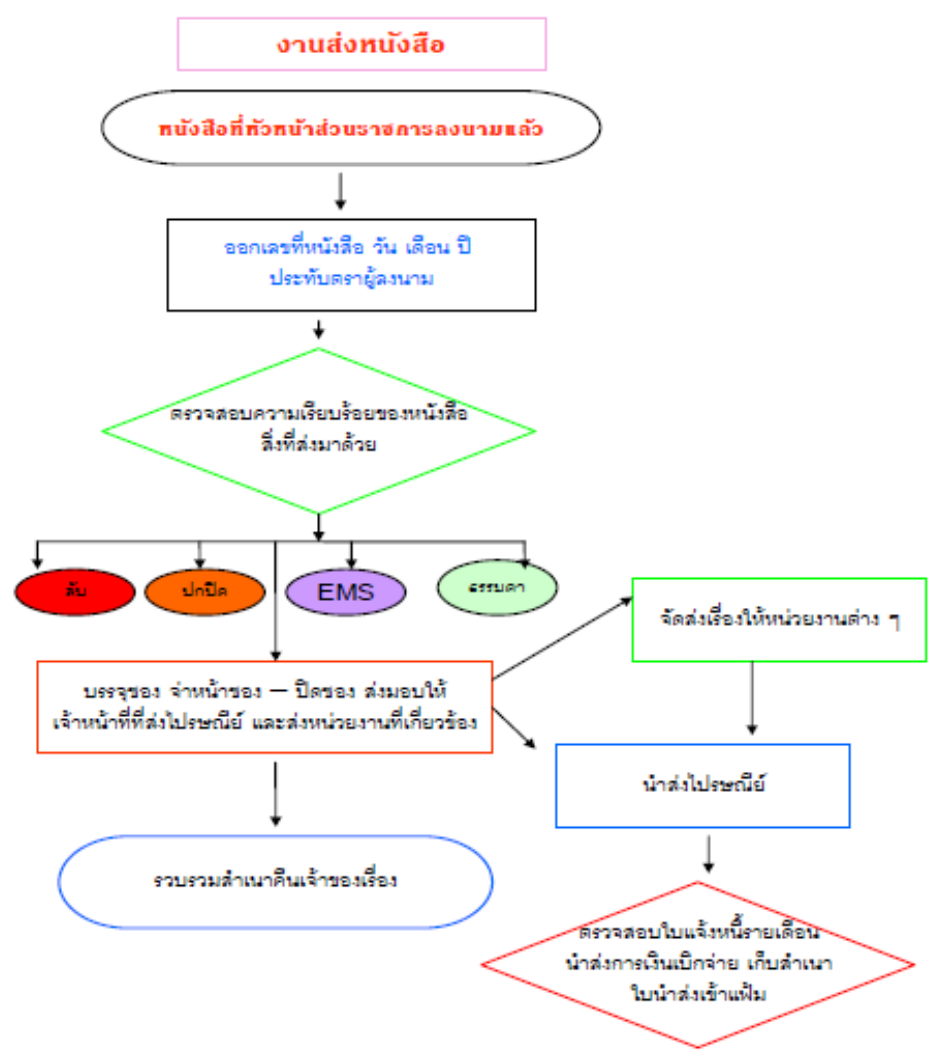 งานส่งหนังสือ
หนังสือที่หัวหน้าส่วนราชการลงนามแล้ว
ออกเลขที่หนังสือ วัน เดือน ปี
ประทับตราผู้ลงนาม
ตรวจสอบความเรียบร้อยของหนังสือ
สิ่งที่ส่งมาด้วย
ลับ
ปกปิด
EMS
ธรรมดา
จัดส่งเรื่องให้หน่วยงานต่าง ๆ
บรรจุซอง จ่าหน้าซอง – ปิดซอง ส่งมอบให้
เจ้าหน้าที่ที่ส่งไปรษณีย์ และส่งหน่วยงานที่เกี่ยวข้อง
นำส่งไปรษณีย์
รวบรวมสำเนาคืนเจ้าของเรื่อง
ตรวจสอบใบแจ้งหนี้รายเดือน
นำส่งการเงินเบิกจ่าย เก็บสำเนา
ใบนำส่งเข้าแฟ้ม